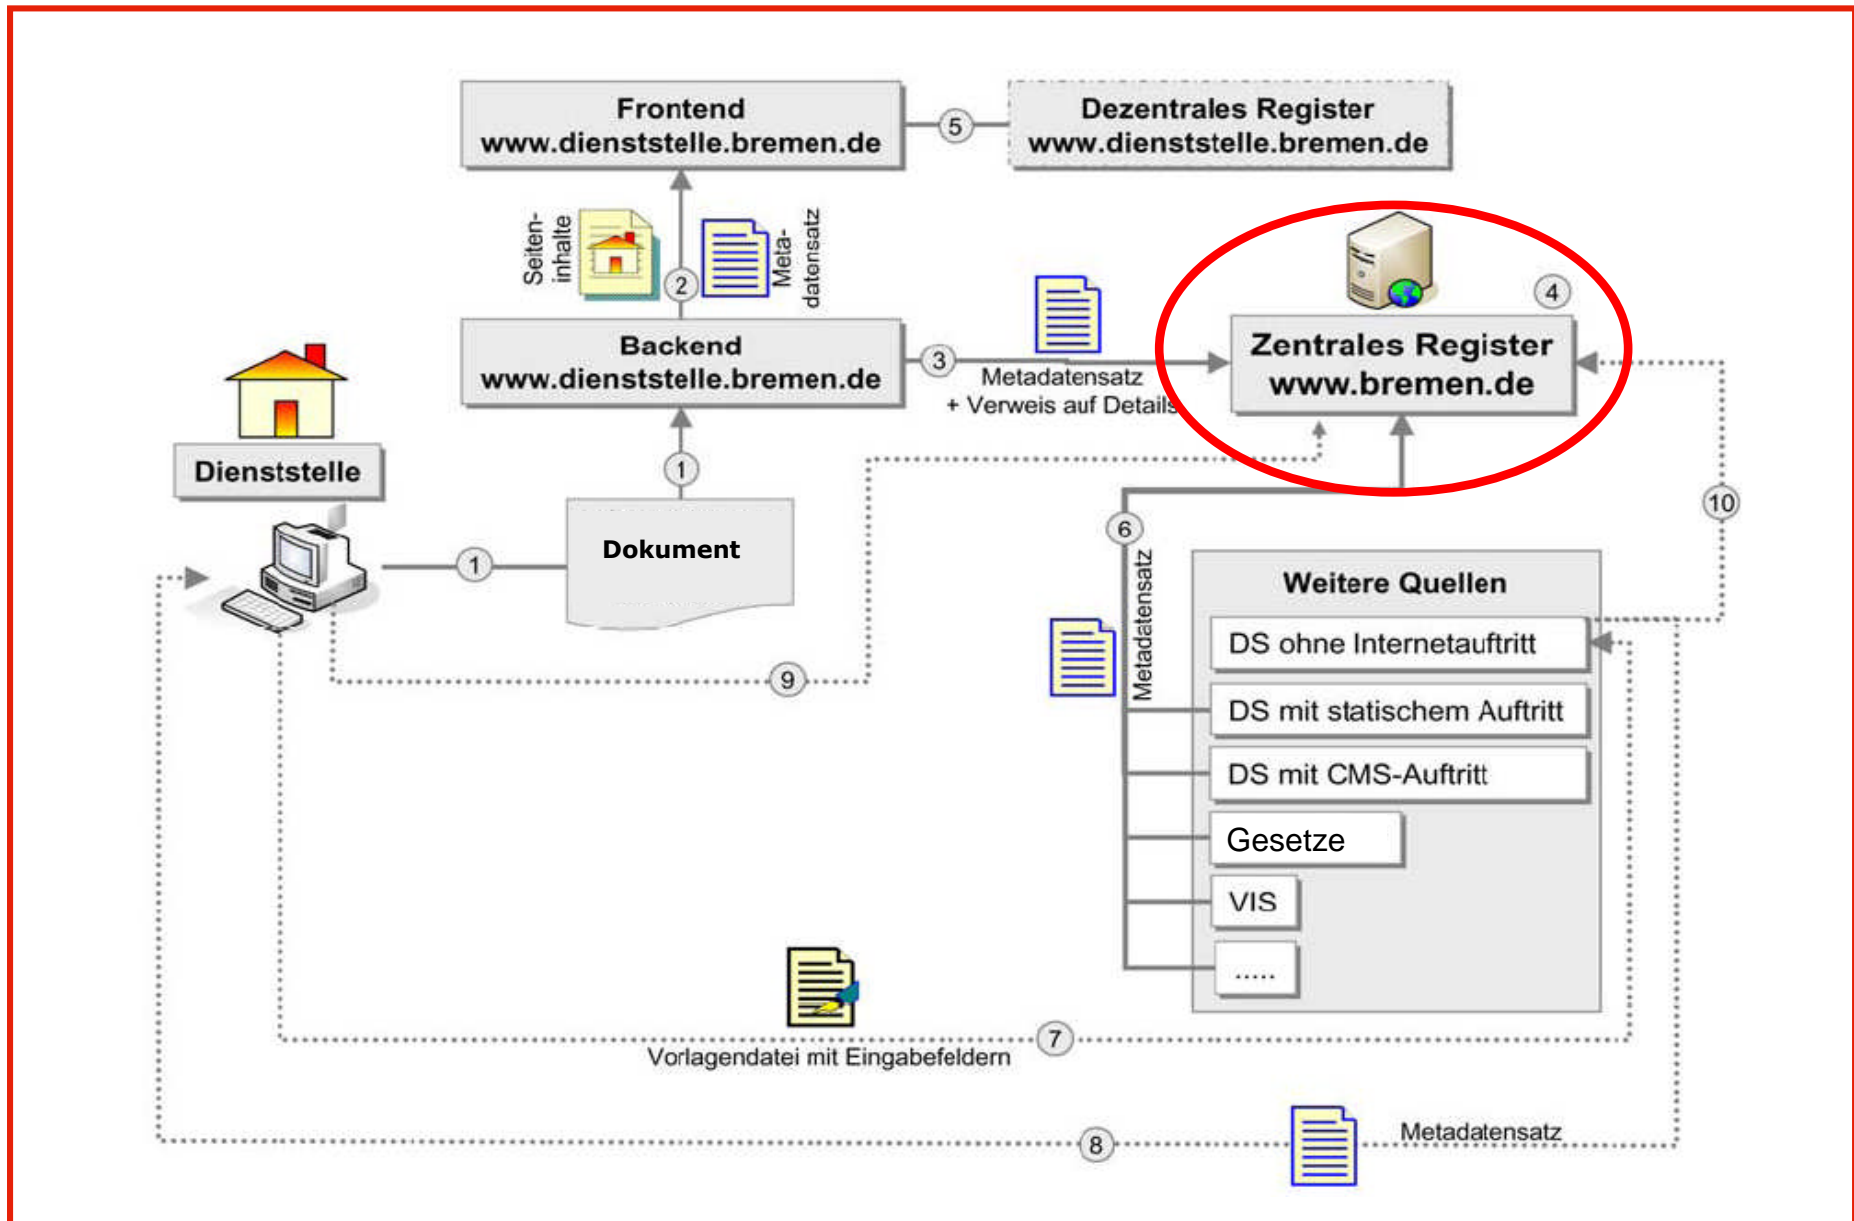 Frontend
www.dienststelle.bremen.de
5
Dezentrales Register
www.dienststelle.bremen.de
Seiten-
inhalte
2
Meta-
datensatz
4
Backend
www.dienststelle.bremen.de
3
Metadatensatz
+ Verweis auf Details
Zentrales Register
www.bremen.de
Dienststelle
1
1
Dokument
6
10
Metadatensatz
Weitere Quellen
DS ohne Internetauftritt
DS mit statischem Auftritt
DS mit CMS-Auftritt
Gesetze
VIS
.....
9
7
Vorlagendatei mit Eingabefeldern
8
Metadatensatz